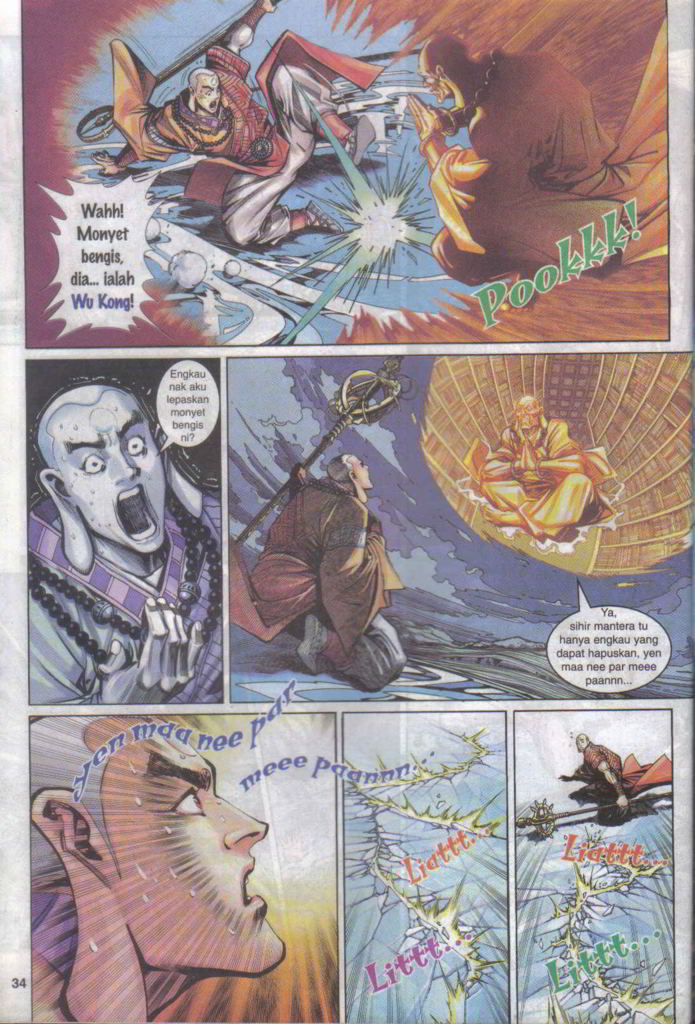 Wahh!
Monyet
bengis,
dia... ialah
Wu Kong!
Pookkk!
Engkau
nak aku
lepaskan
monyet
bengis
ni?
Ya,
sihir mantera tu
hanya engkau yang
dapat hapuskan, yen
maa nee par meee
paannn...
yen maa nee par
meee paannn...
Liattt...
Littt...
Liattt...
Littt...
34